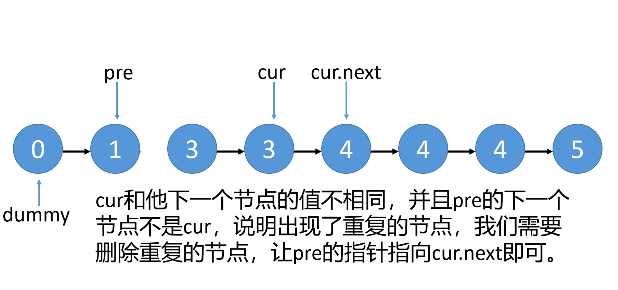 pre cur cur.next
0 1 3 3 4 4 4 5
dummy
cur和他下一个节点的值不相同，并且pre的下一个
节点不是cur，说明出现了重复的节点，我们需要
删除重复的节点，让pre的指针指向cur.next即可。